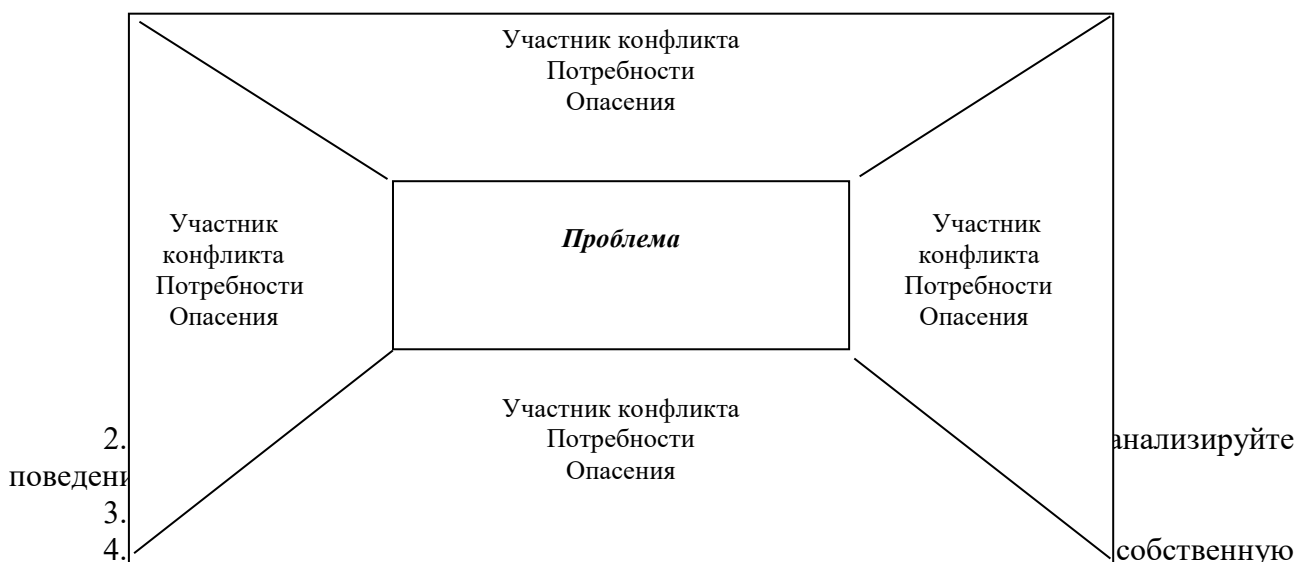 Участник конфликта
Потребности
Опасения
Проблема
Участник
конфликта
Потребности
Опасения
Участник
конфликта
Потребности
Опасения
Участник конфликта
Потребности
Опасения
2. анализируйте
3.
4. собственную